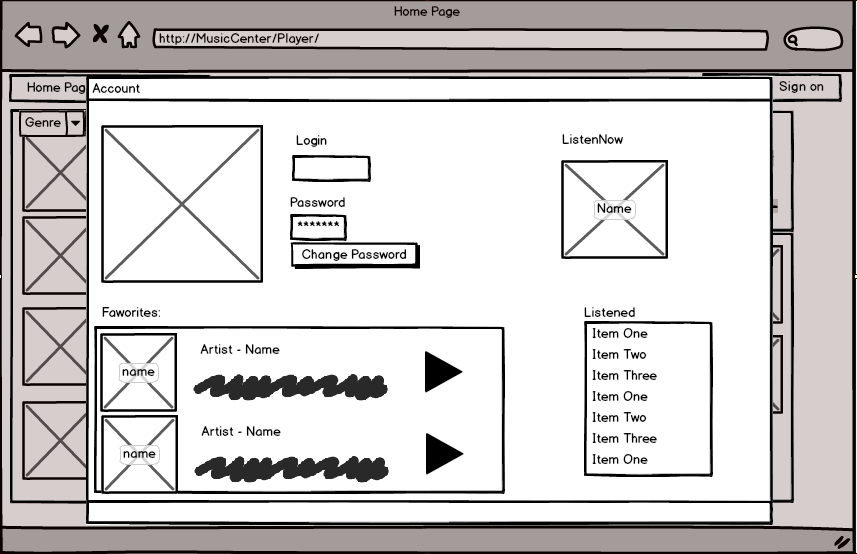 Home Page
http://MusicCenter/Player/
Home Pag
Sign on
Account
Genre
Login
Password
*******
Change Password
ListenNow
Name
Faworites:
name
Artist - Name
name
Artist - Name
Listened
Item One
Item Two
Item Three
Item One
Item Two
Item Three
Item One